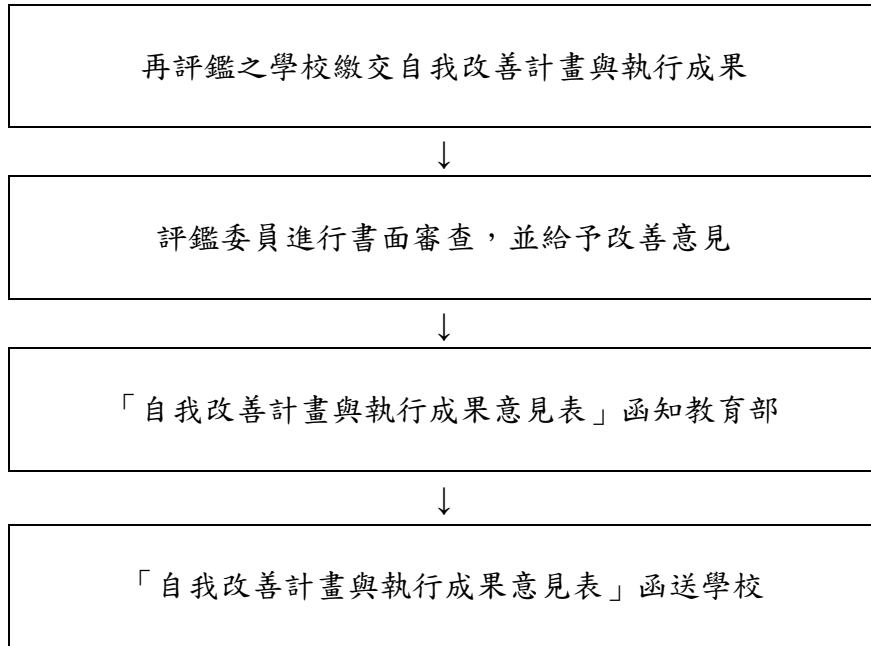 再評鑑之學校繳交自我改善計畫與執行成果
↓
評鑑委員進行書面審查，並給予改善意見
↓
「自我改善計畫與執行成果意見表」函知教育部
↓
「自我改善計畫與執行成果意見表」函送學校